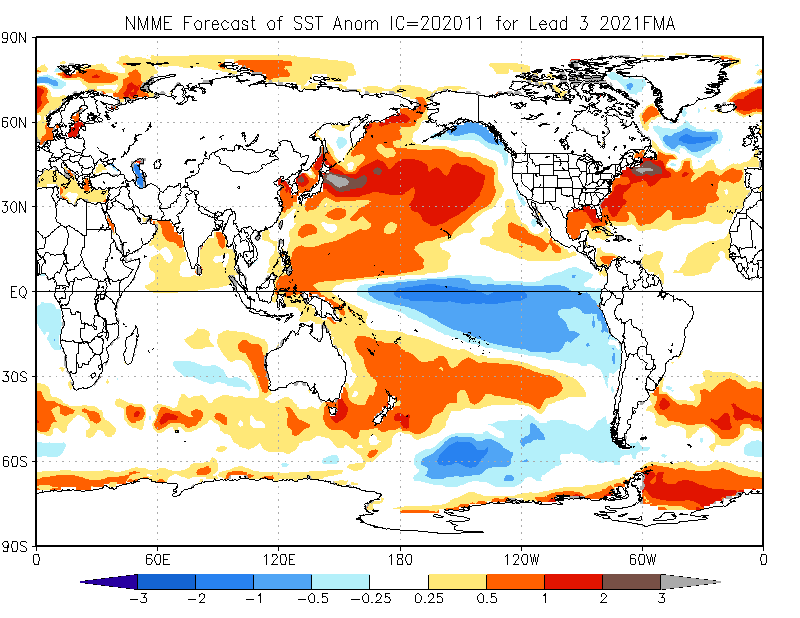 NMME Forecast of SST Anom IC=202011 for Lead 3 2021FMA
90N
60N
30N
EQ
30S
60S
90S
0 60E 120E 180 120W 60W 0
-3 -2 -1 -0.5 -0.25 0.25 0.5 1 2 3